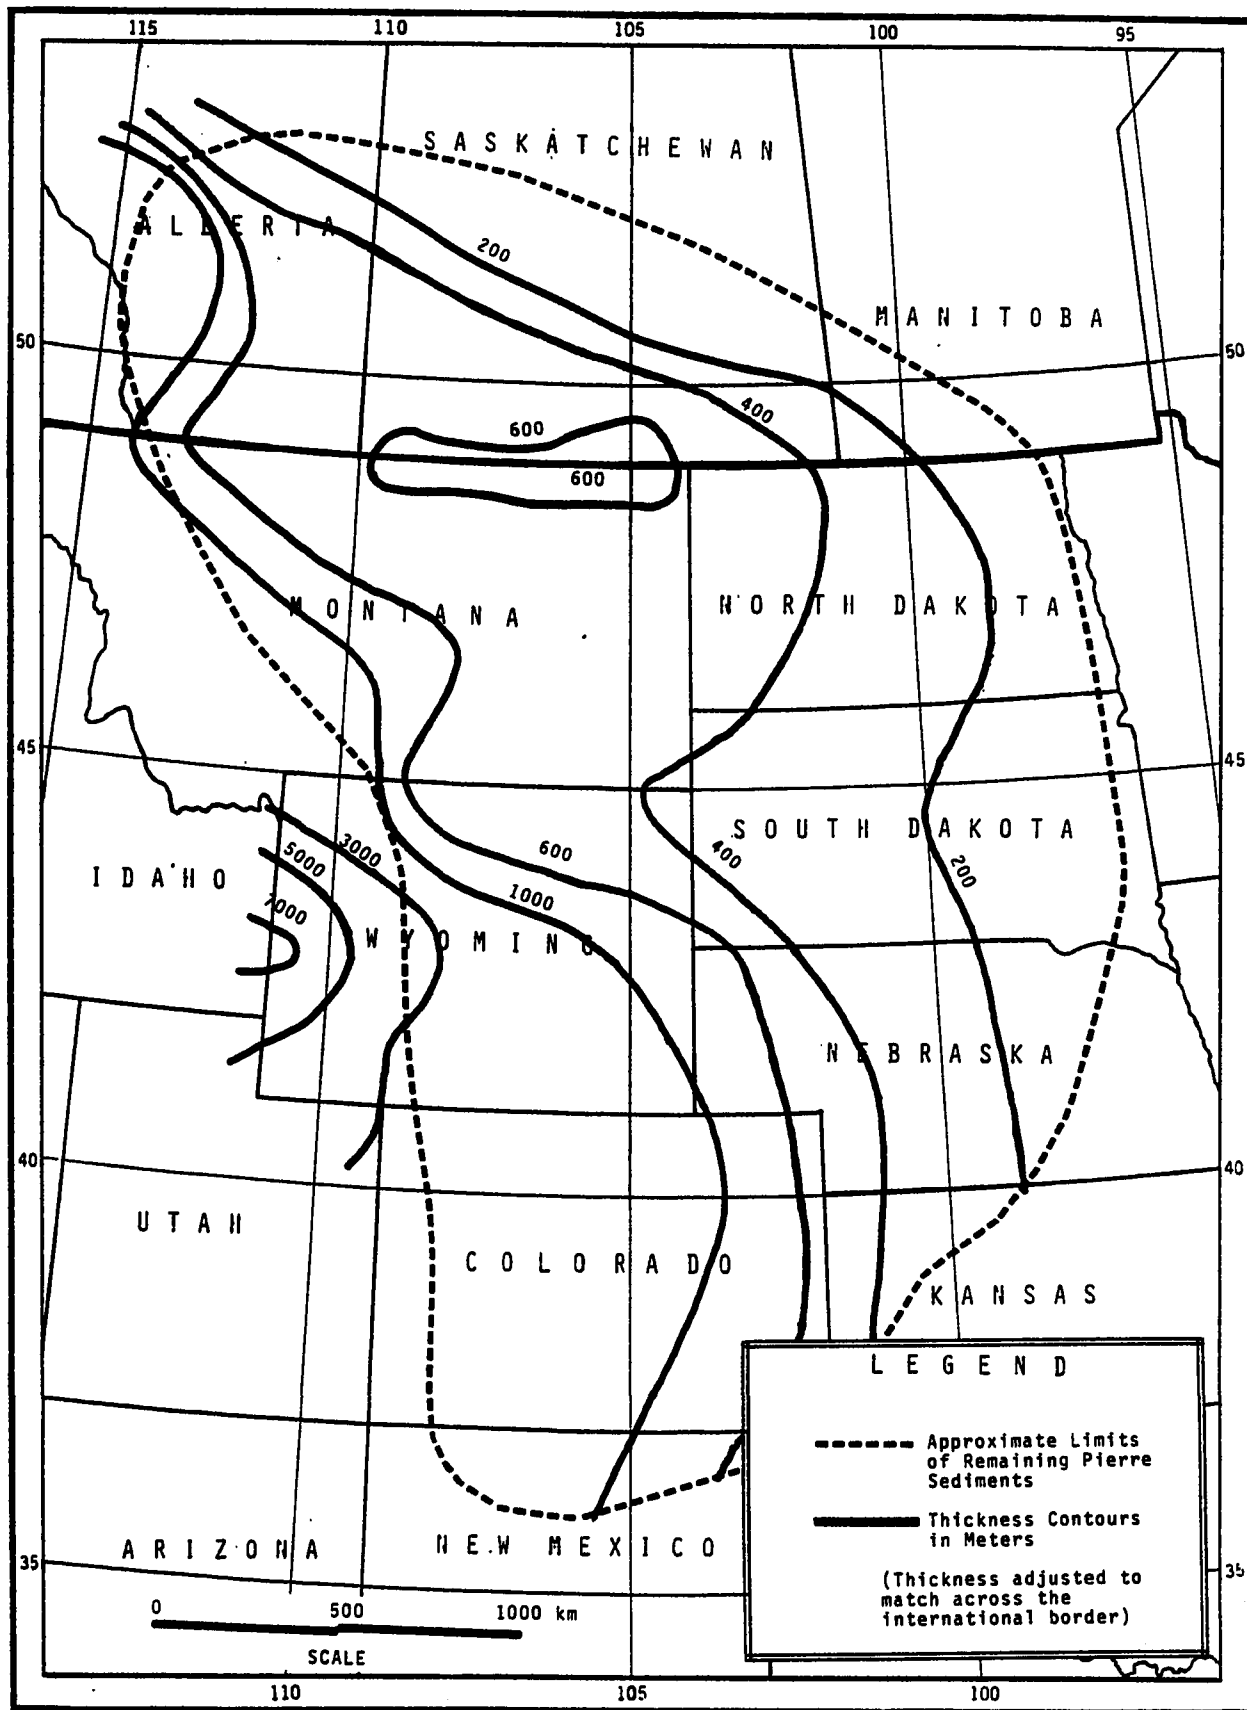 115 110 105 100 95
SASKATCHEWAN
ALBERTA
200
MANITOBA
50 50
400
600
600
MONTANA
NORTH DAKOTA
45 45
SOUTH DAKOTA
IDAHO
5000
3000
600
400
200
7000
1000
WYOMING
NEBRASKA
40 40
UTAH
COLORADO
KANSAS
LEGEND
Approximate Limits
of Remaining Pierre
Sediments
Thickness Contours
in Meters
(Thickness adjusted to
match across the
international border)
ARIZONA
NEW MEXICO
35 35
0 500 1000 km
SCALE
110 105 100